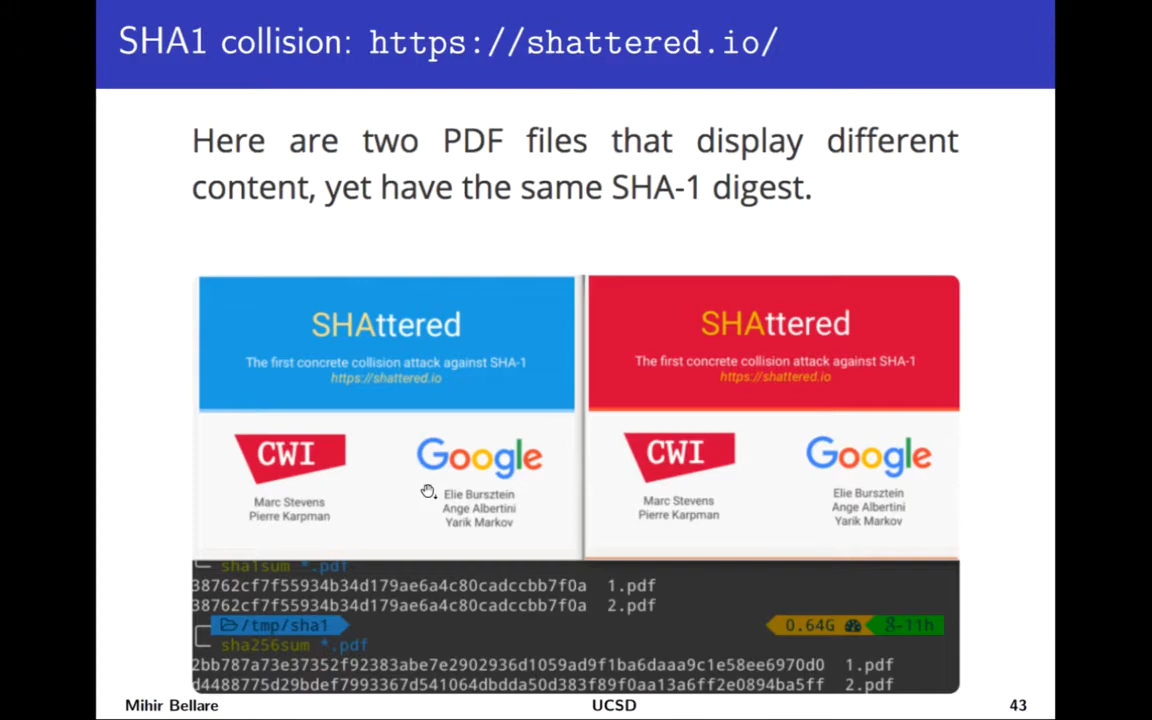 SHA1 collision: https://shattered.io/
Here are two PDF files that display different
content, yet have the same SHA-1 digest.
SHAttered
The first concrete collision attack against SHA-1
https://shattered.io
CWI
Google
Marc Stevens
Pierre Karpman
Elie Bursztein
Ange Albertini
Yarik Markov
SHAttered
The first concrete collision attack against SHA-1
https://shattered.io
CWI
Google
Marc Stevens
Pierre Karpman
Elie Bursztein
Ange Albertini
Yarik Markov
sha1sum *.pdf
38762cf7f55934b34d179ae6a4c80cadccbb7f0a 1.pdf
38762cf7f55934b34d179ae6a4c80cadccbb7f0a 2.pdf
/tmp/sha1 0.64G
sha256sum *.pdf
2bb787a73e37352f92383abe7e2902936d1059ad9f1ba6daaa9c1e58ee6970d0 1.pdf
d4488775d29bdef7993367d541064dbdda50d383f89f0aa13a6ff2e0894ba5ff 2.pdf
Mihir Bellare UCSD 43